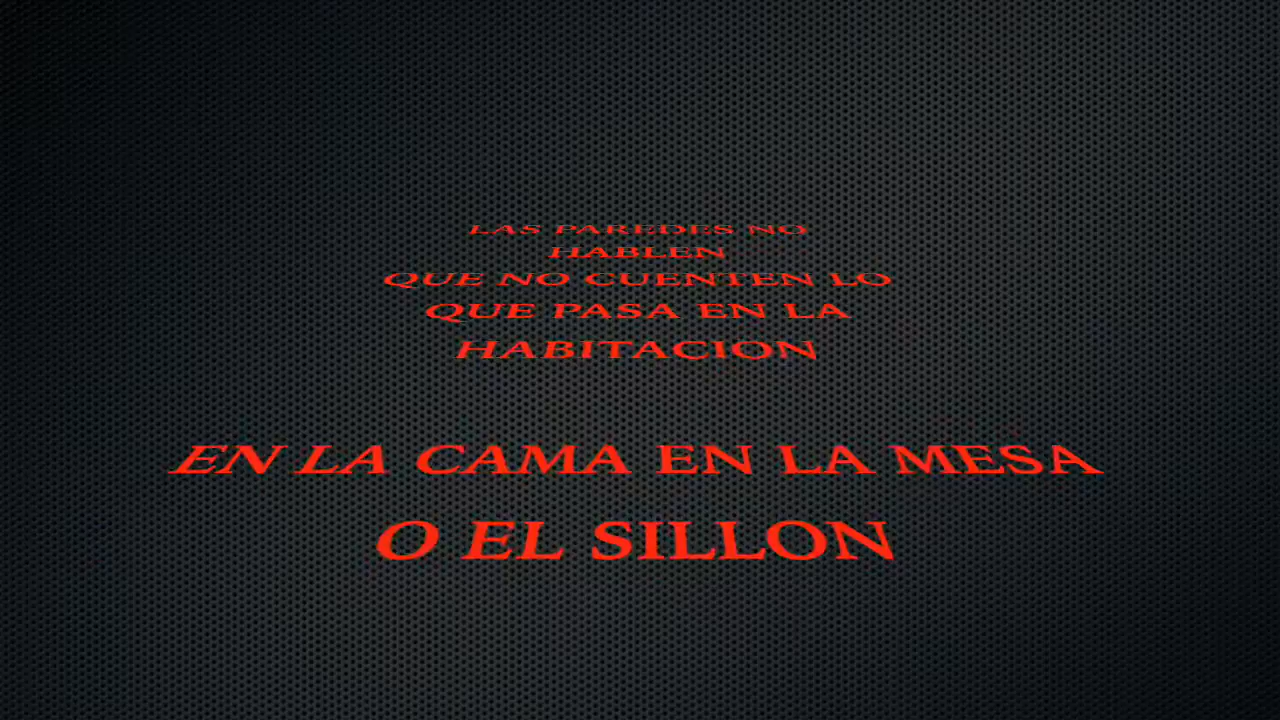 LAS PAREDES NO
HABLEN
QUE NO CUENTEN LO
QUE PASA EN LA
HABITACION
EN LA CAMA EN LA MESA
O EL SILLON